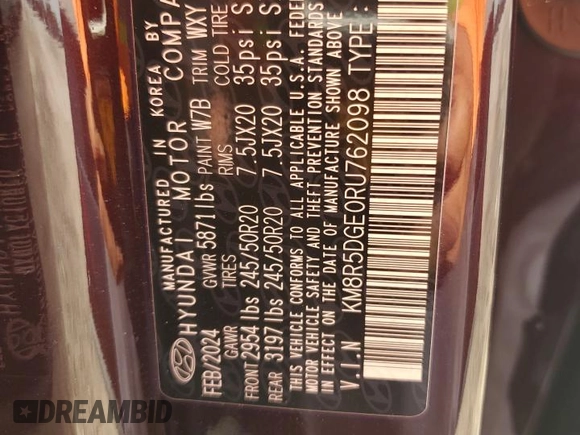 MANUFACTURED IN KOREA BY
HYUNDAI MOTOR COMPA
FEB/2024 GVWR 5871lbs PAINT W7B TRIM WXY
GAWR TIRES RIMS COLD TIRE
FRONT 2954 lbs 245/50R20 7.5JX20 35psi S
REAR 3197 lbs 245/50R20 7.5JX20 35psi S
THIS VEHICLE CONFORMS TO ALL APPLICABLE U.S.A. FEDE
MOTOR VEHICLE SAFETY AND THEFT PREVENTION STANDARDS
IN EFFECT ON THE DATE OF MANUFACTURE SHOWN ABOVE
V.I.N KM8R5DGE0RU762098 TYPE :
DREAMBID